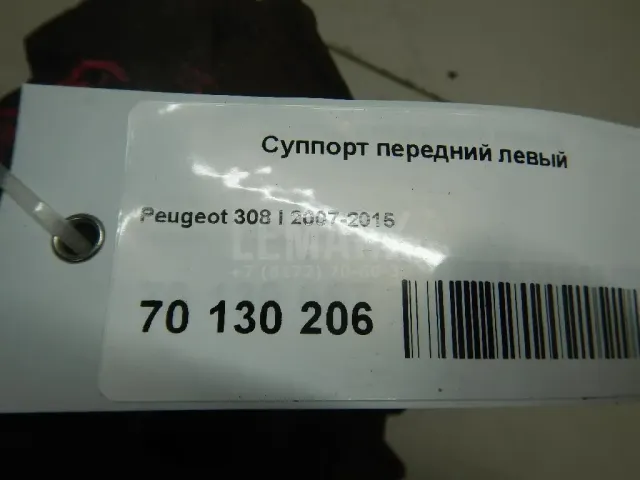 Суппорт передний левый
Peugeot 308 I 2007-2015
70 130 206